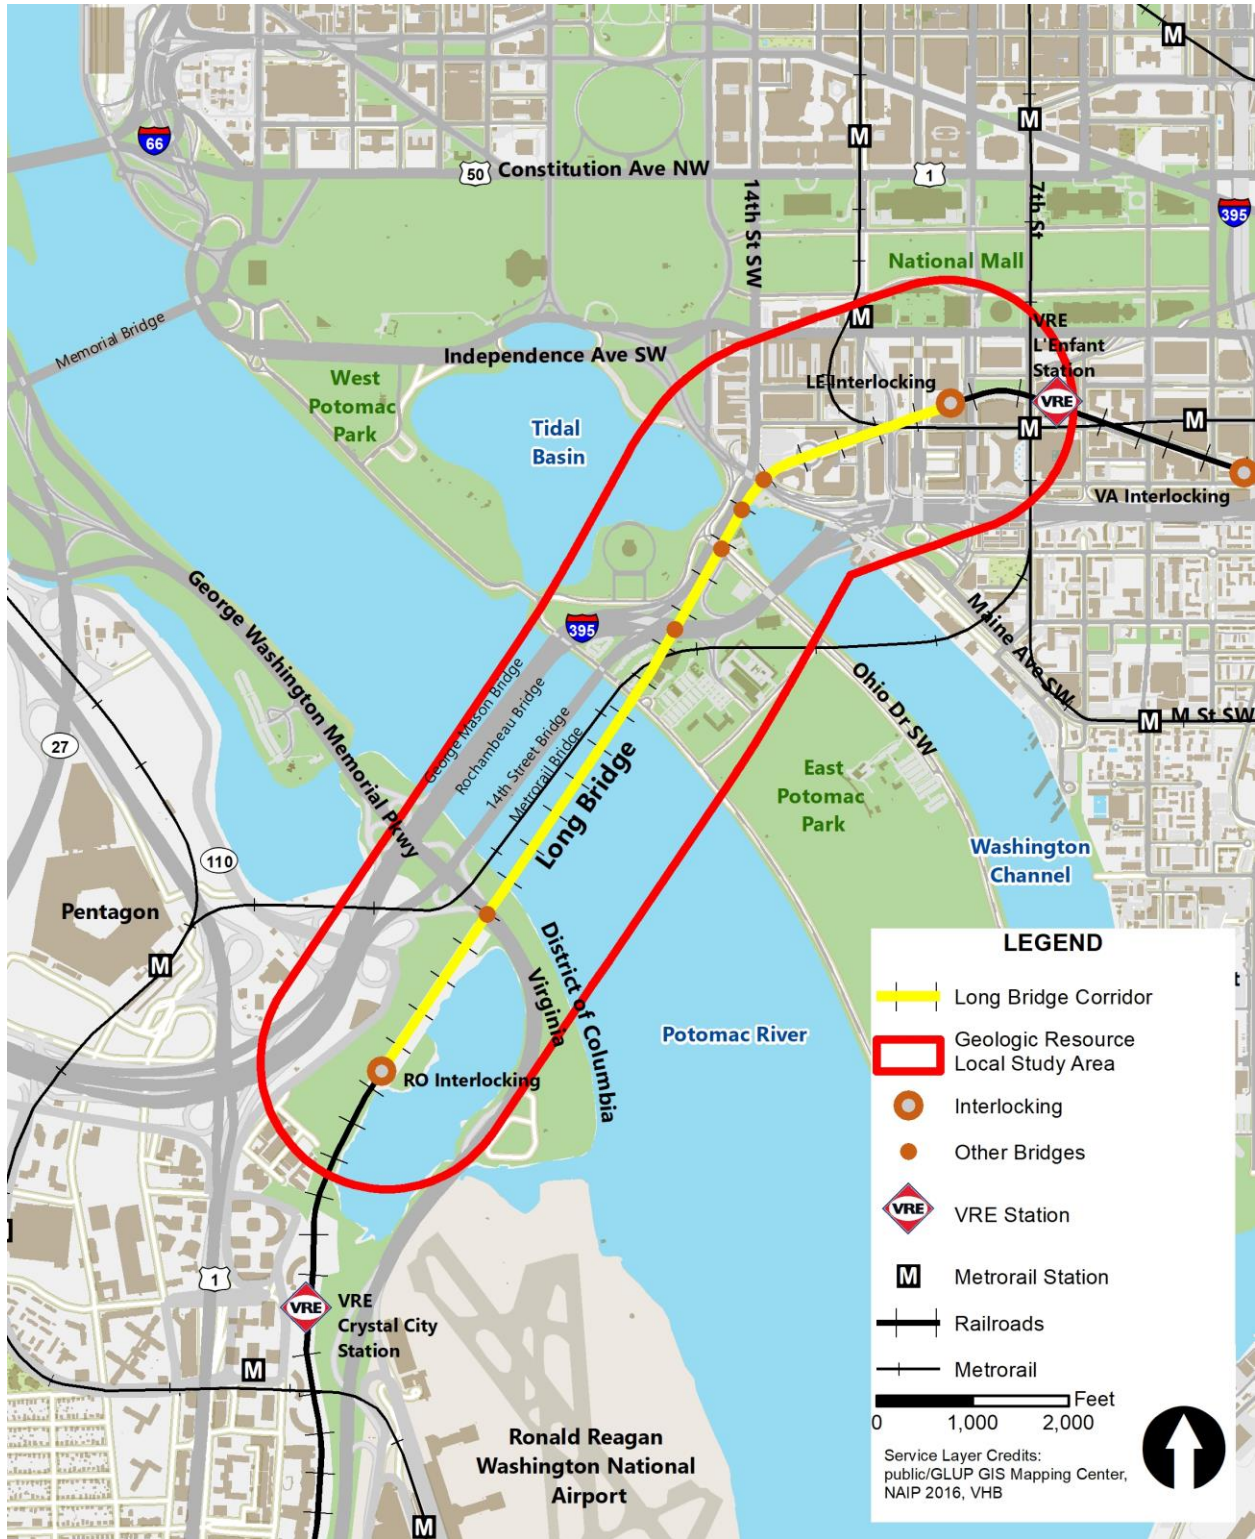 M
M
M
66
50
Constitution Ave NW
1
14th St SW
7th St
395
National Mall
Memorial Bridge
M
VRE
L'Enfant
Station
Independence Ave SW
West
Potomac
Park
LE Interlocking
VRE
Tidal
Basin
M
M
VA Interlocking
George Washington Memorial Pkwy
395
Maine Ave SW
Ohio Dr SW
George Mason Bridge
Rochambeau Bridge
14th Street Bridge
Metrorail Bridge
Long Bridge
M
M St SW
27
East
Potomac
Park
110
Washington
Channel
Pentagon
M
District of Columbia
Virginia
Potomac River
RO Interlocking
1
VRE
VRE
Crystal City
Station
M
Ronald Reagan
Washington National
Airport
M
LEGEND
Long Bridge Corridor
Geologic Resource
Local Study Area
Interlocking
Other Bridges
VRE
VRE Station
M
Metrorail Station
Railroads
Metrorail
Feet
0 1,000 2,000
Service Layer Credits:
public/GLUP GIS Mapping Center,
NAIP 2016, VHB